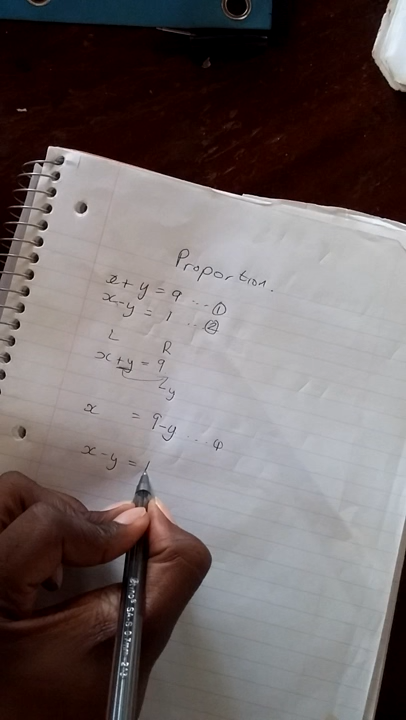 Proportion.
x+y = 9 ... ①
x-y = 1 ... ②
L R
x+y = 9
-y
x = 9-y ... 4
x-y = 1